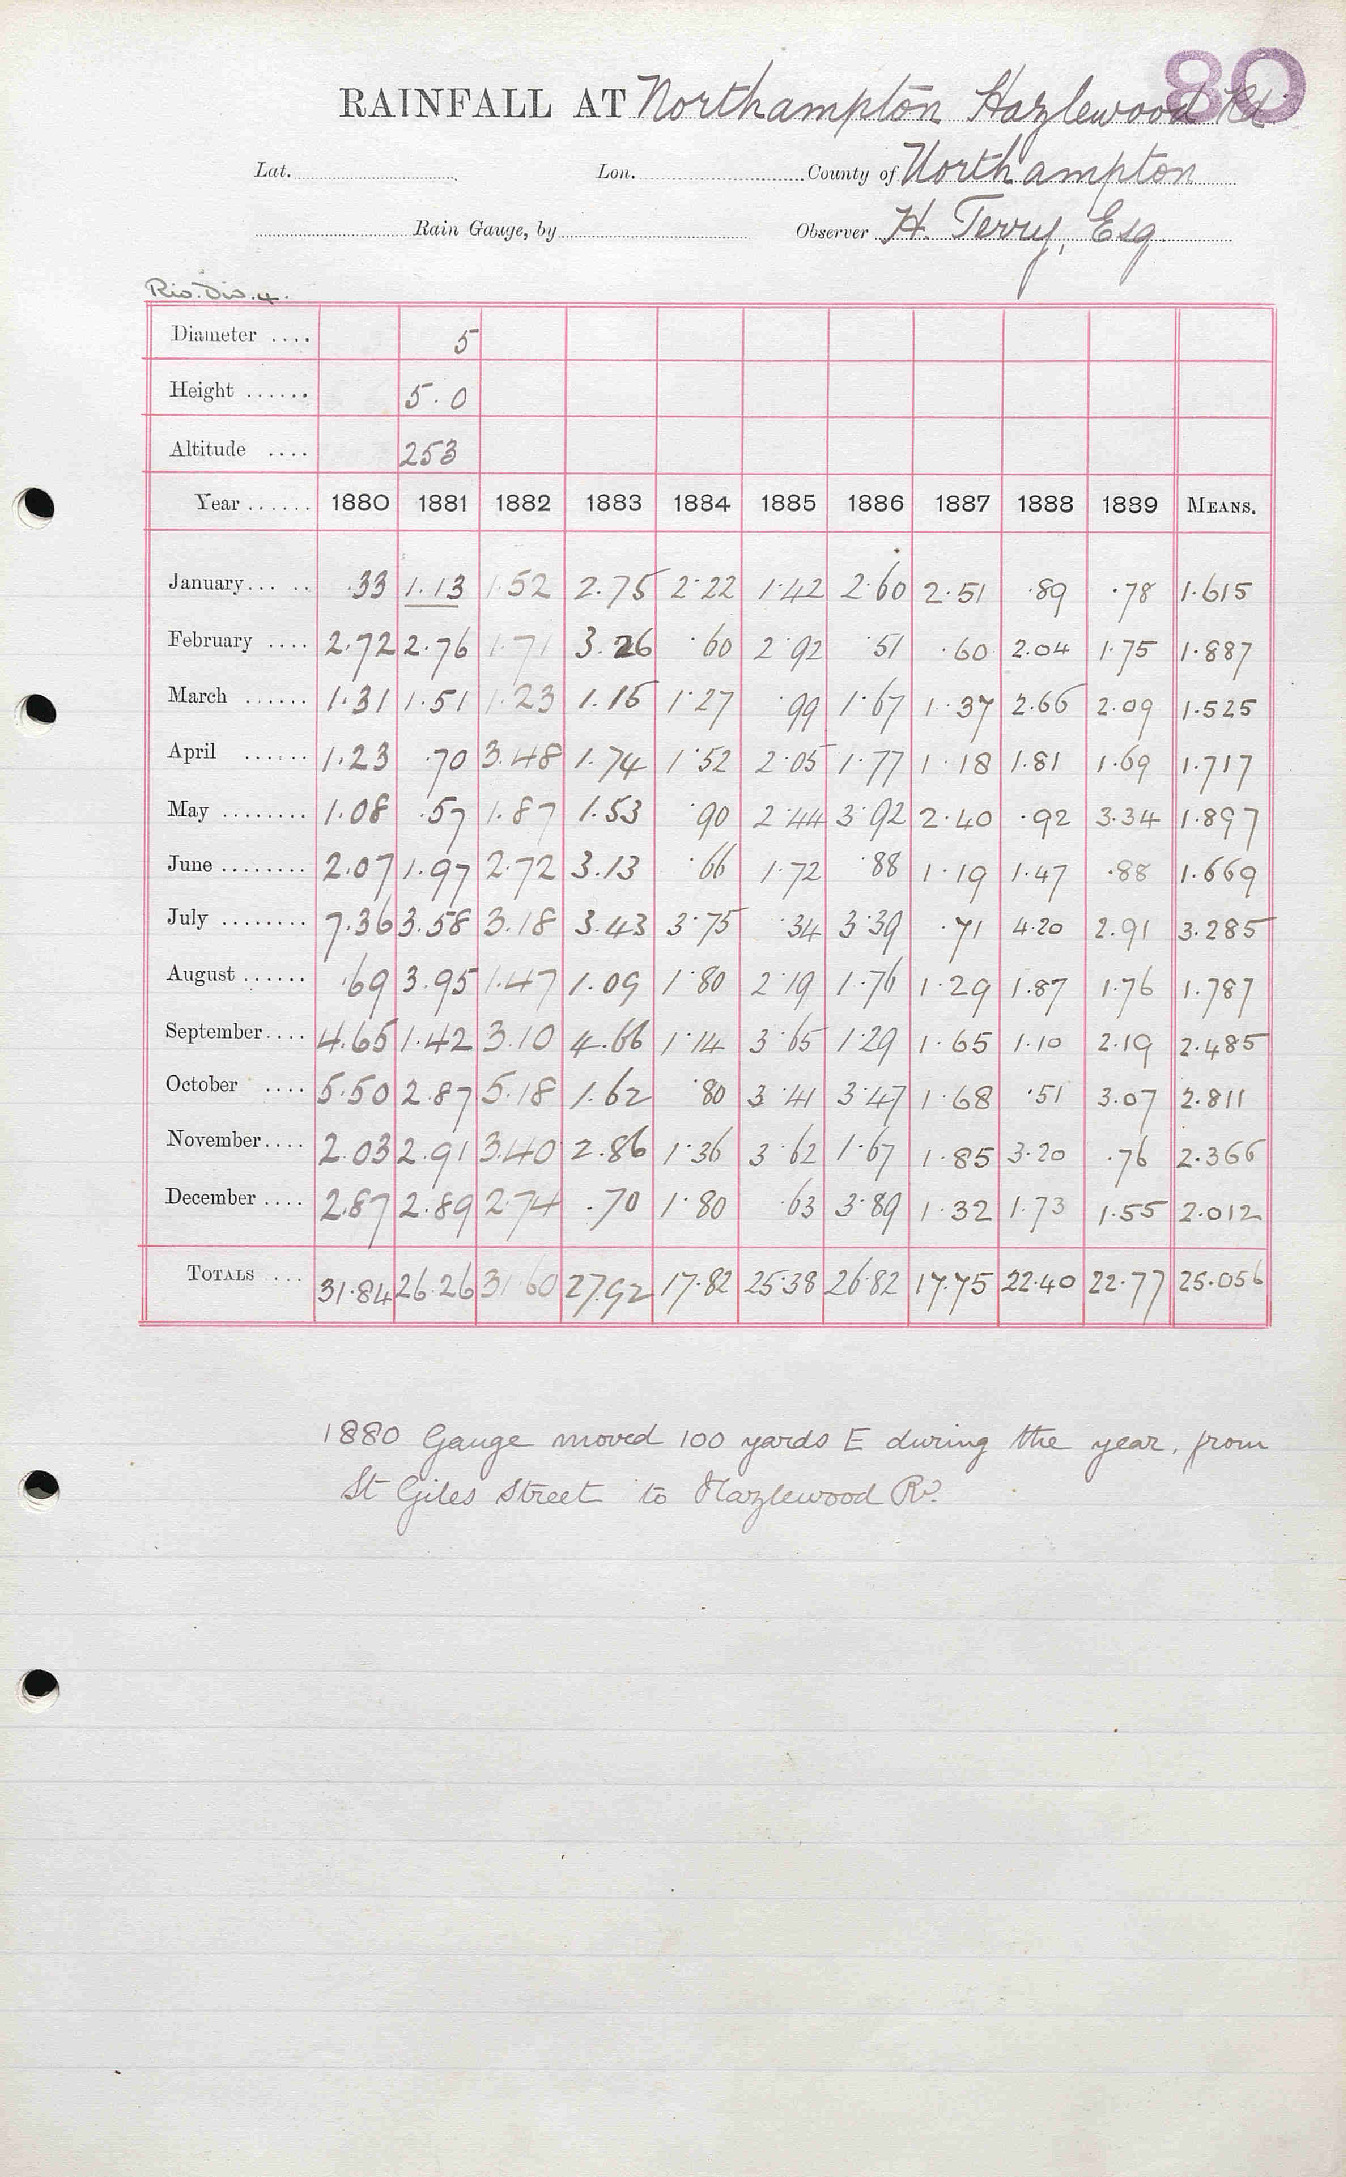 80
RAINFALL AT Northampton Hazlewood Rd
Lat. Lon. County of Northampton
Rain Gauge, by Observer H. Terry, Esq
Riv. Div. 4.
Diameter .... 5
Height ...... 5.0
Altitude .... 253
Year ...... 1880 1881 1882 1883 1884 1885 1886 1887 1888 1889 MEANS.
January ... .. .33 1.13 1.52 2.75 2.22 1.42 2.60 2.51 .89 .78 1.615
February .... 2.72 2.76 1.71 3.26 .60 2.92 .51 .60 2.04 1.75 1.887
March ...... 1.31 1.51 1.23 1.15 1.27 .99 1.67 1.37 2.66 2.09 1.525
April ...... 1.23 .70 3.48 1.74 1.52 2.05 1.77 1.18 1.81 1.69 1.717
May ........ 1.08 .57 1.87 1.53 .90 2.44 3.92 2.40 .92 3.34 1.897
June ........ 2.07 1.97 2.72 3.13 .66 1.72 .88 1.19 1.47 .88 1.669
July ........ 7.36 3.58 3.18 3.43 3.75 .34 3.39 .71 4.20 2.91 3.285
August ...... .69 3.95 1.47 1.09 1.80 2.19 1.76 1.29 1.87 1.76 1.787
September.... 4.65 1.42 3.10 4.66 1.14 3.65 1.29 1.65 1.10 2.19 2.485
October .... 5.50 2.87 5.18 1.62 .80 3.41 3.47 1.68 .51 3.07 2.811
November.... 2.03 2.91 3.40 2.86 1.36 3.62 1.67 1.85 3.20 .76 2.366
December .... 2.87 2.89 2.74 .70 1.80 .63 3.89 1.32 1.73 1.55 2.012
TOTALS ... 31.84 26.26 31.60 27.92 17.82 25.38 26.82 17.75 22.40 22.77 25.056
1880 Gauge moved 100 yards E during the year, from
St Giles Street to Hazlewood Rd.